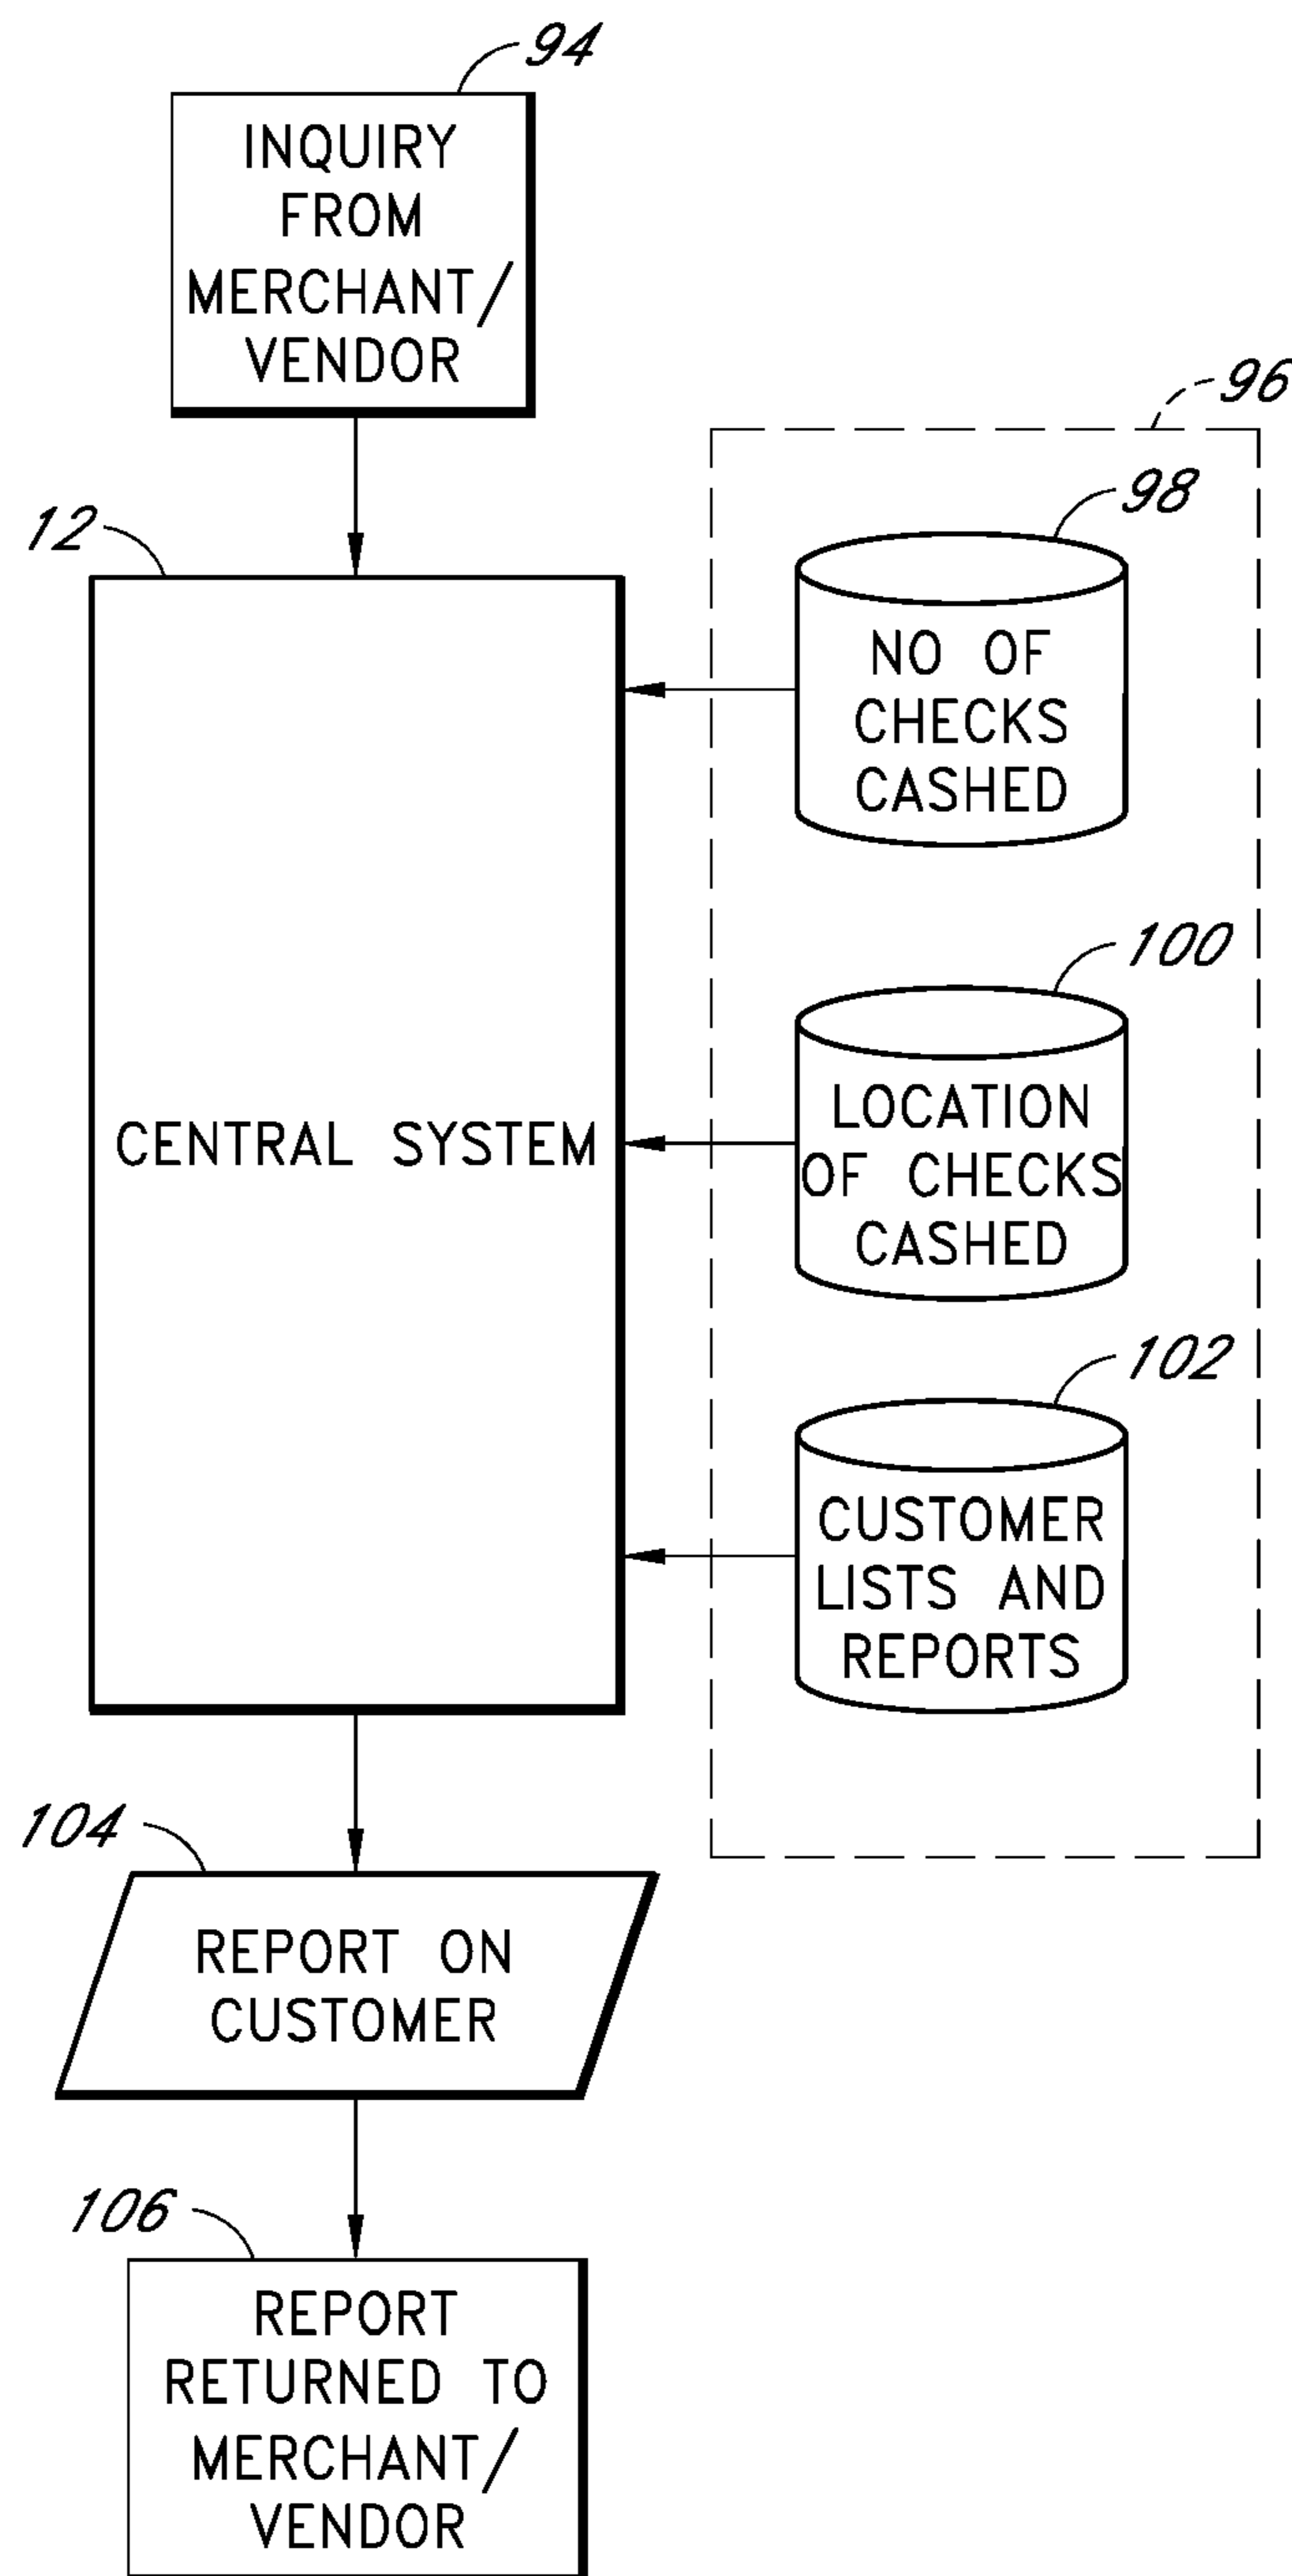 94
INQUIRY
FROM
MERCHANT/
VENDOR
96
98
12
NO OF
CHECKS
CASHED
100
LOCATION
OF CHECKS
CASHED
CENTRAL SYSTEM
102
CUSTOMER
LISTS AND
REPORTS
104
REPORT ON
CUSTOMER
106
REPORT
RETURNED TO
MERCHANT/
VENDOR